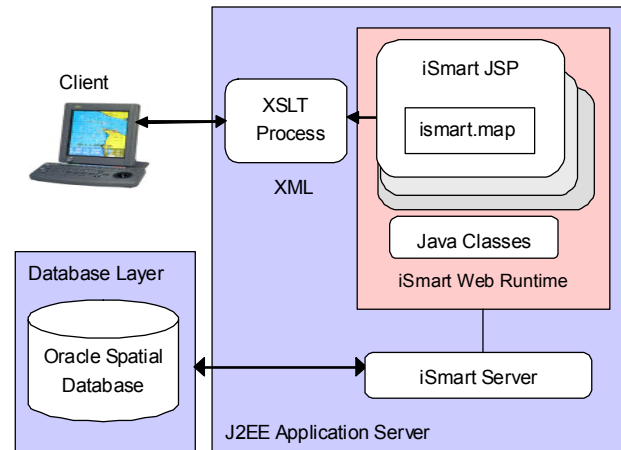 Client
XSLT
Process
XML
iSmart JSP
ismart.map
Java Classes
iSmart Web Runtime
Database Layer
Oracle Spatial
Database
iSmart Server
J2EE Application Server